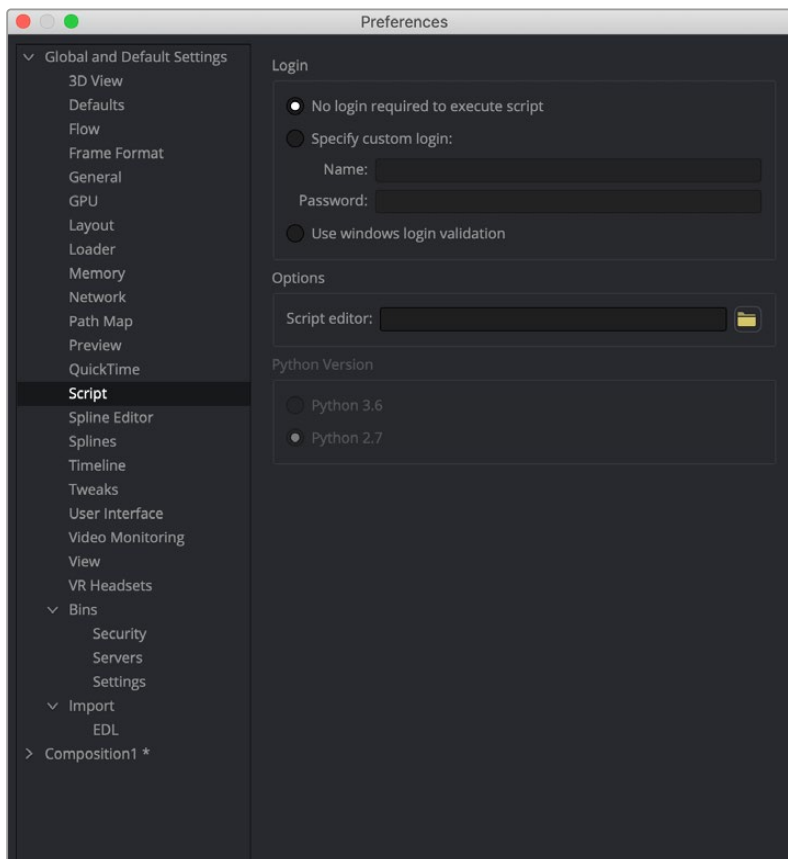 Preferences
Global and Default Settings
3D View
Defaults
Flow
Frame Format
General
GPU
Layout
Loader
Memory
Network
Path Map
Preview
QuickTime
Script
Spline Editor
Splines
Timeline
Tweaks
User Interface
Video Monitoring
View
VR Headsets
Bins
Security
Servers
Settings
Import
EDL
Composition1 *
Login
No login required to execute script
Specify custom login:
Name:
Password:
Use windows login validation
Options
Script editor:
Python Version
Python 3.6
Python 2.7